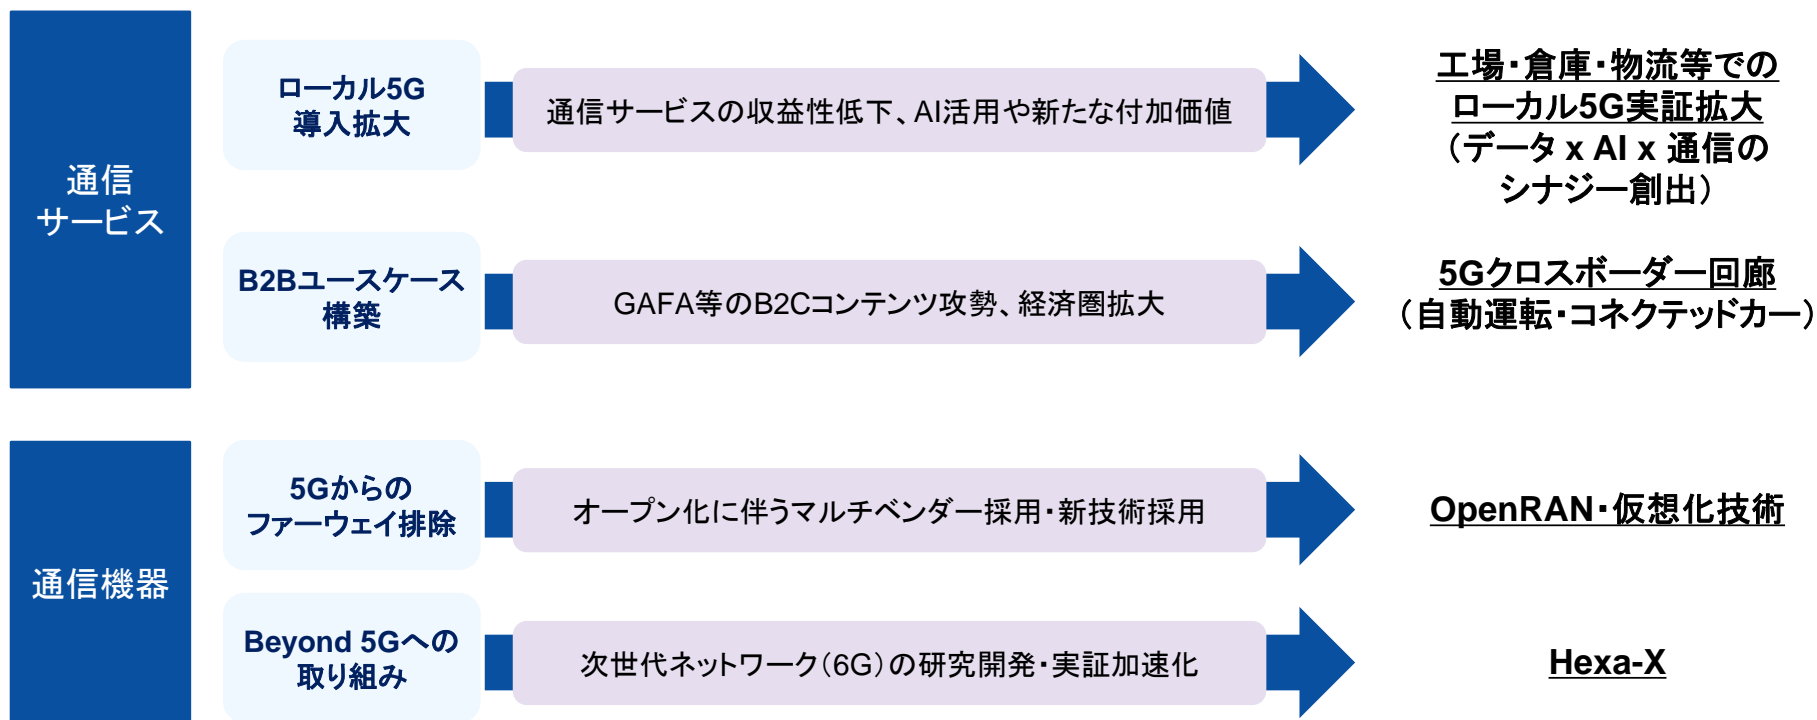 通信
サービス
ローカル5G
導入拡大
通信サービスの収益性低下、AI活用や新たな付加価値
工場・倉庫・物流等での
ローカル5G実証拡大
（データ x AI x 通信の
シナジー創出）
B2Bユースケース
構築
GAFA等のB2Cコンテンツ攻勢、経済圏拡大
5Gクロスボーダー回廊
（自動運転・コネクテッドカー）
通信機器
5Gからの
ファーウェイ排除
オープン化に伴うマルチベンダー採用・新技術採用
OpenRAN・仮想化技術
Beyond 5Gへの
取り組み
次世代ネットワーク（6G）の研究開発・実証加速化
Hexa-X